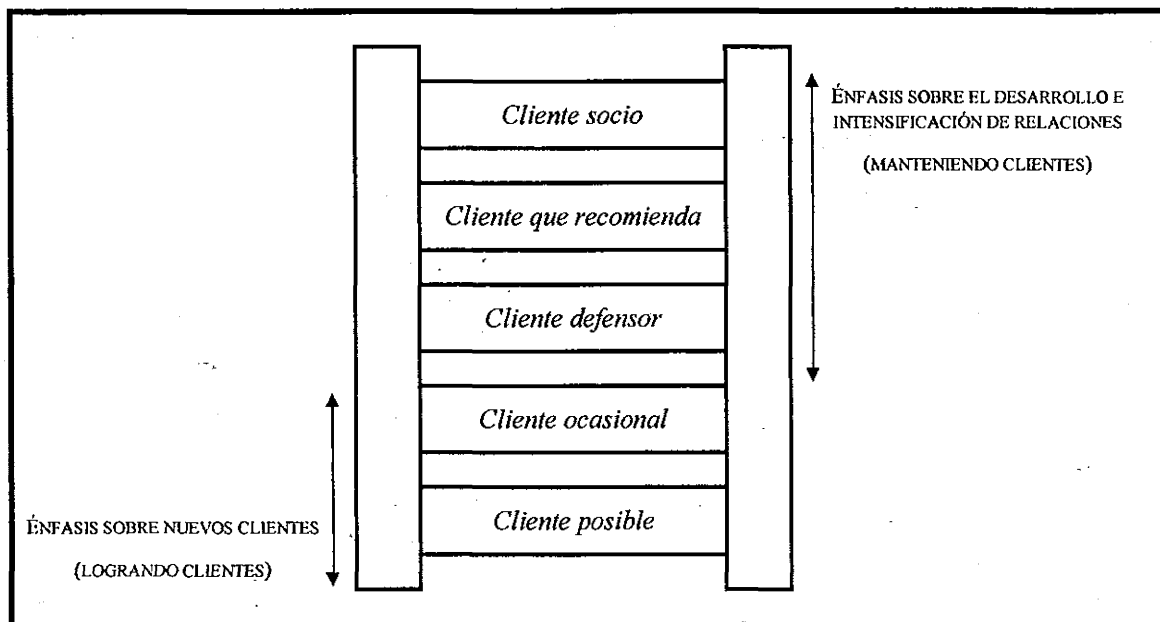 Cliente socio
Cliente que recomienda
Cliente defensor
Cliente ocasional
Cliente posible
ÉNFASIS SOBRE EL DESARROLLO E
INTENSIFICACIÓN DE RELACIONES
(MANTENIENDO CLIENTES)
ÉNFASIS SOBRE NUEVOS CLIENTES
(LOGRANDO CLIENTES)